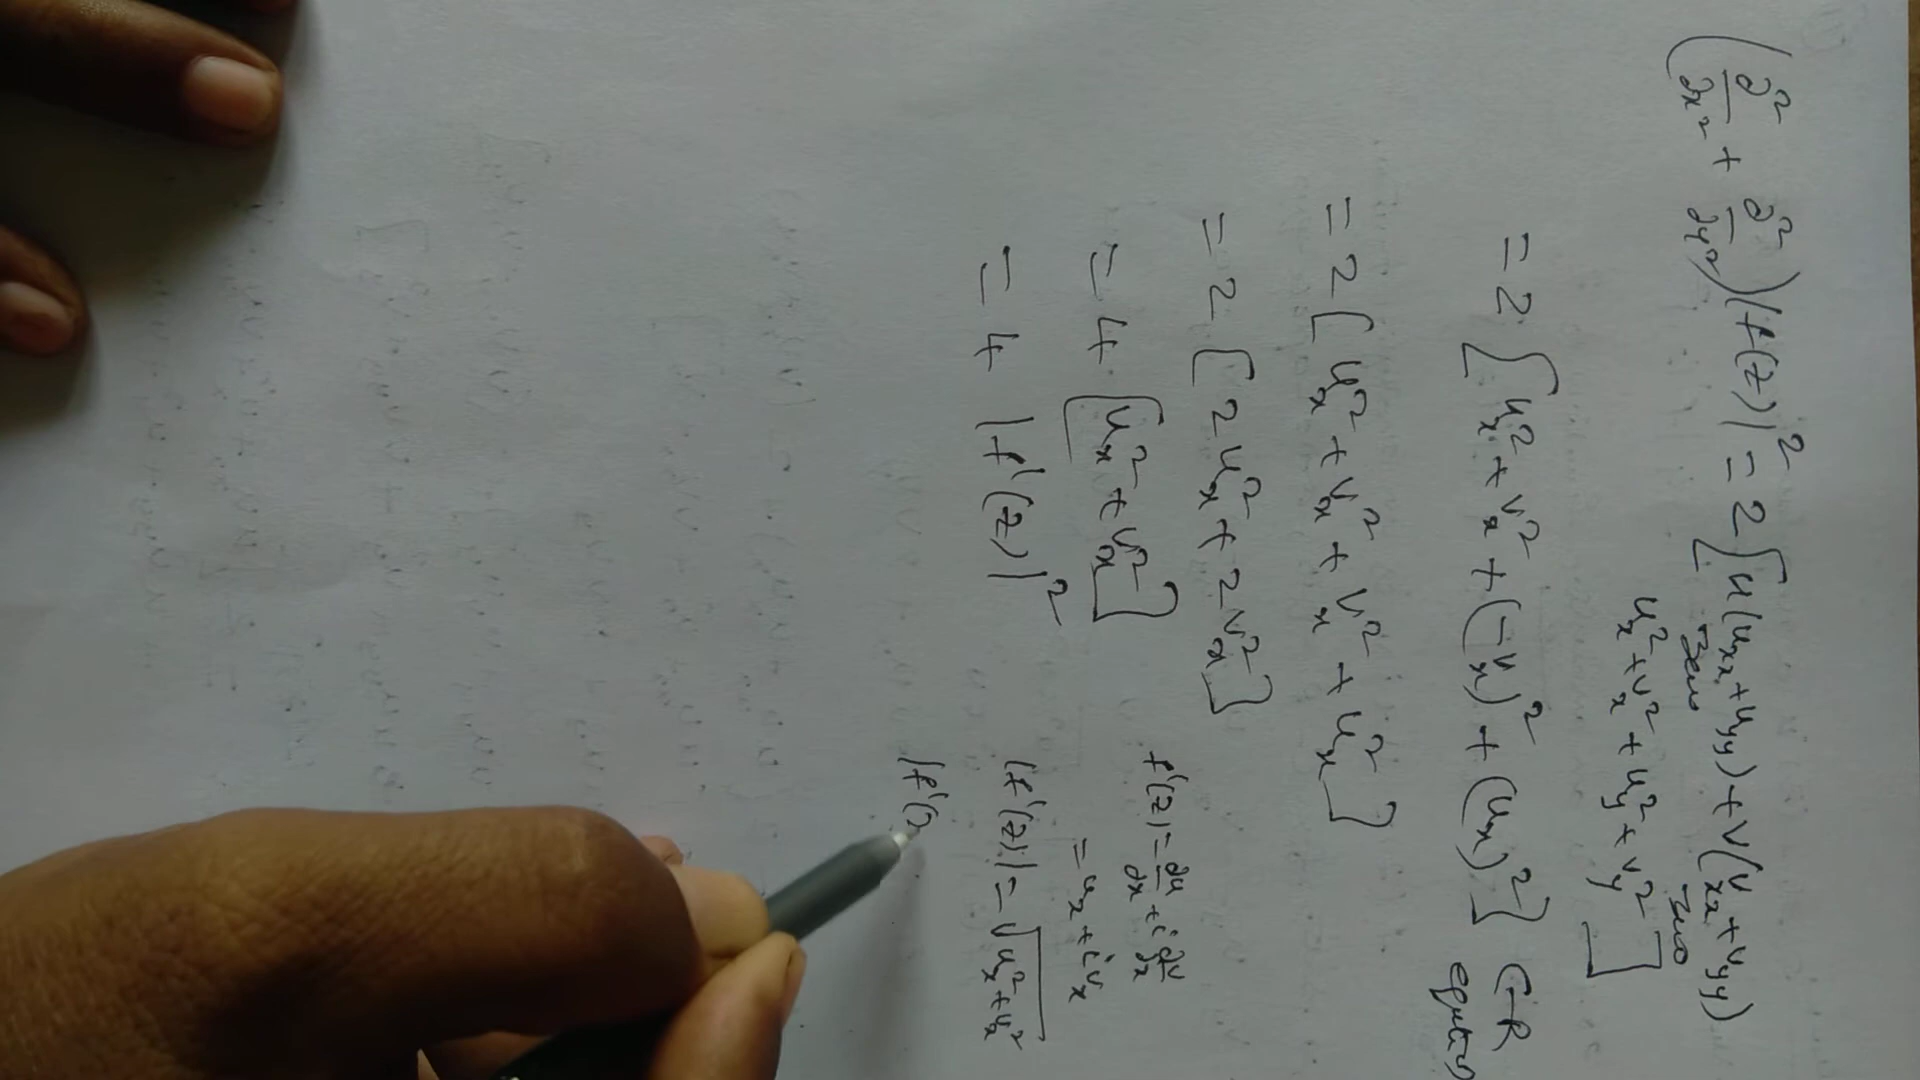 (∂²/∂x² + ∂²/∂y²) |f(z)|² = 2[u(uxx + uyy) + v(vxx + vyy)
zero zero
ux² + vx² + uy² + vy²]
= 2[ux² + vx² + (-vx)² + (ux)²] C-R
= 2[ux² + vx² + vx² + ux²]
= 2[2ux² + 2vx²]
= 4[ux² + vx²]
= 4 |f'(z)|²
f'(z) = ∂u/∂x + i ∂v/∂x
= ux + ivx
|f'(z)| = √(ux² + vx²)
|f'(